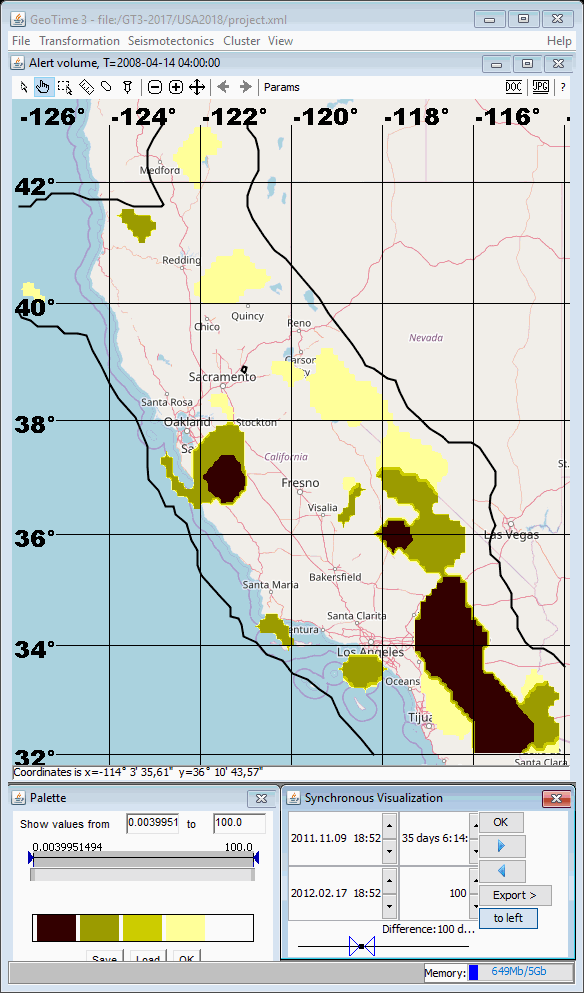 GeoTime 3 - file:/GT3-2017/USA2018/project.xml
File Transformation Seismotectonics Cluster View Help
Alert volume, T=2008-04-14 04:00:00
Params DOC JPG ?
-126° -124° -122° -120° -118° -116°
Medford
42°
Redding
40°
Quincy
Chico
Reno
Nevada
Carson
Sacramento
Santa Rosa
38°
Oakland
Stockton
Sa
California
St.
Fresno
Visalia
36°
Las Vegas
Bakersfield
Santa Maria
Santa Clarita
entura
34°
Los Angeles
Oceans
Tijua
32°
Santa Clara
Coordinates is x=-114° 3' 35,61" y=36° 10' 43,57"
Palette
Show values from 0.0039951 to 100.0
0.0039951494 100.0
Save Load OK
Synchronous Visualization
2011.11.09 18:52 35 days 6:14: OK
2012.02.17 18:52 100
Export >
to left
Difference:100 d...
Memory: 649Mb/5Gb